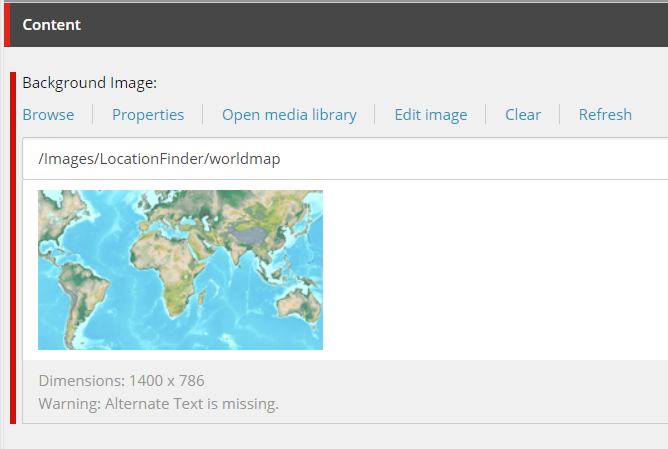 Content
Background Image:
Browse Properties Open media library Edit image Clear Refresh
/Images/LocationFinder/worldmap
Dimensions: 1400 x 786
Warning: Alternate Text is missing.